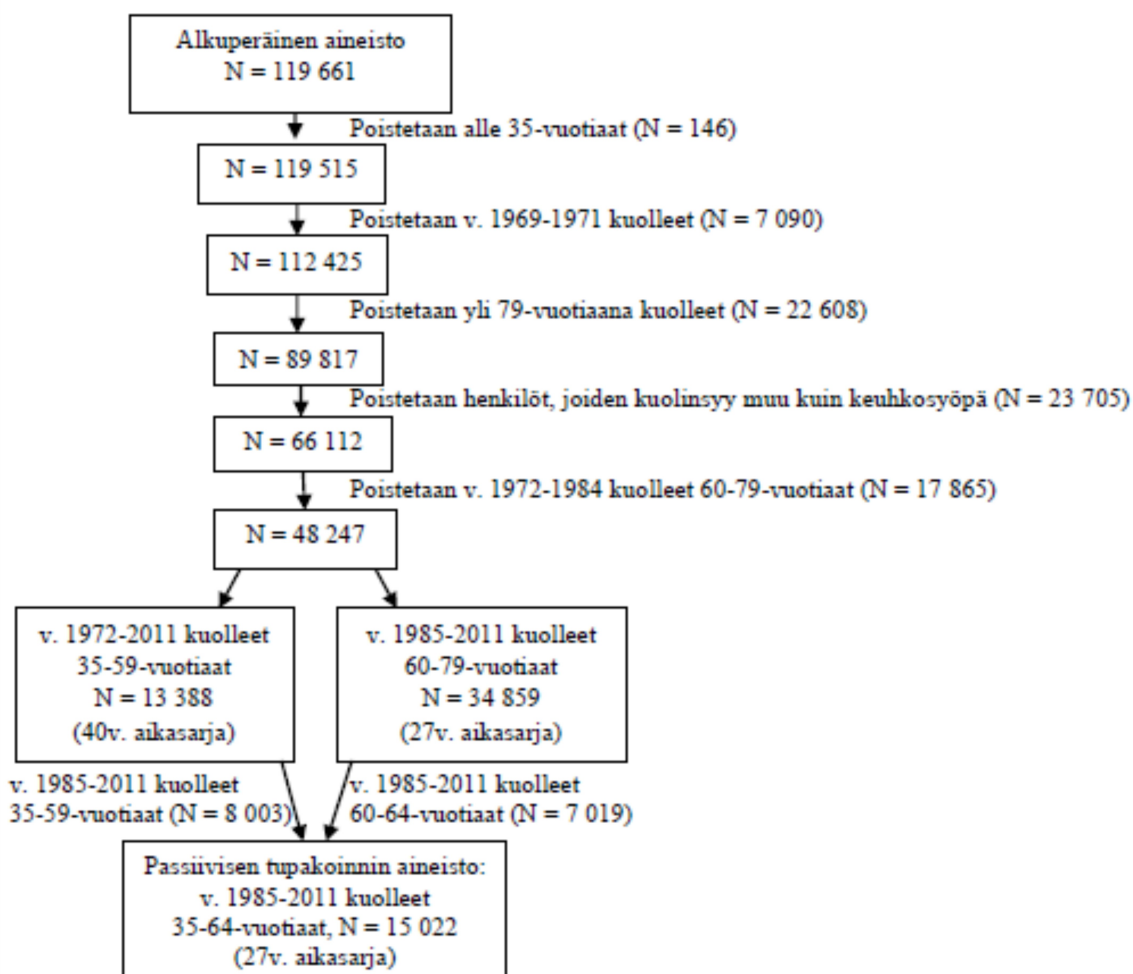 Alkuperäinen aineisto
N = 119 661
Poistetaan alle 35-vuotiaat (N = 146)
N = 119 515
Poistetaan v. 1969-1971 kuolleet (N = 7 090)
N = 112 425
Poistetaan yli 79-vuotiaana kuolleet (N = 22 608)
N = 89 817
Poistetaan henkilöt, joiden kuolinsyy muu kuin keuhkosyöpä (N = 23 705)
N = 66 112
Poistetaan v. 1972-1984 kuolleet 60-79-vuotiaat (N = 17 865)
N = 48 247
v. 1972-2011 kuolleet
35-59-vuotiaat
N = 13 388
(40v. aikasarja)
v. 1985-2011 kuolleet
60-79-vuotiaat
N = 34 859
(27v. aikasarja)
v. 1985-2011 kuolleet
35-59-vuotiaat (N = 8 003)
v. 1985-2011 kuolleet
60-64-vuotiaat (N = 7 019)
Passiivisen tupakoinnin aineisto:
v. 1985-2011 kuolleet
35-64-vuotiaat, N = 15 022
(27v. aikasarja)